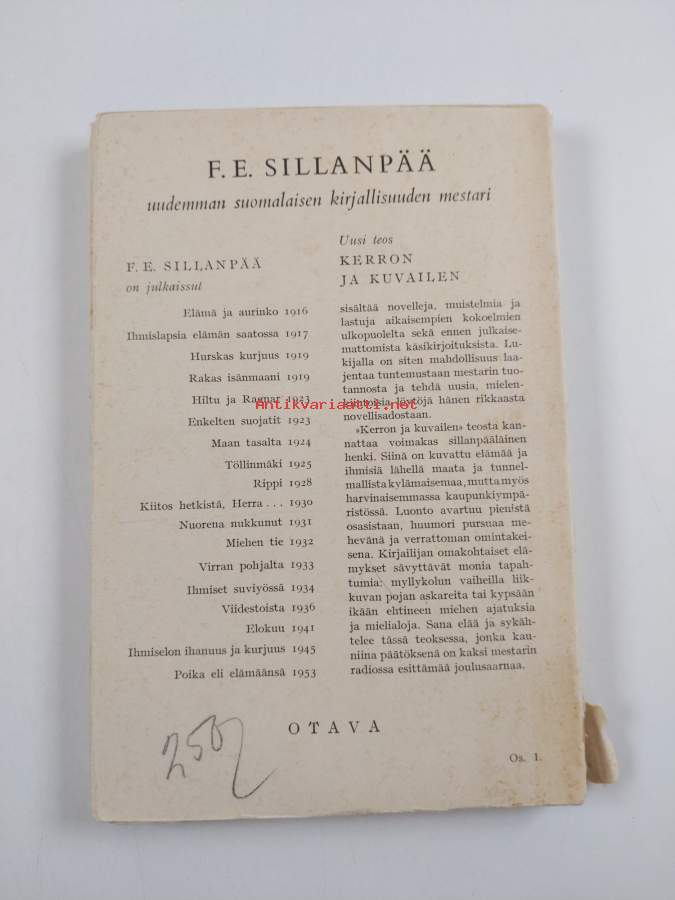 F. E. SILLANPÄÄ
uudemman suomalaisen kirjallisuuden mestari
F. E. SILLANPÄÄ
on julkaissut
Elämä ja aurinko 1916
Ihmislapsia elämän saatossa 1917
Hurskas kurjuus 1919
Rakas isänmaani 1919
Hiltu ja Ragnar 1923
Enkelten suojatit 1923
Maan tasalta 1924
Töllinmäki 1925
Rippi 1928
Kiitos hetkistä, Herra . . . 1930
Nuorena nukkunut 1931
Miehen tie 1932
Virran pohjalta 1933
Ihmiset suviyössä 1934
Viidestoista 1936
Elokuu 1941
Ihmiselon ihanuus ja kurjuus 1945
Poika eli elämäänsä 1953
Uusi teos
KERRON
JA KUVAILEN
sisältää novelleja, muistelmia ja
lastuja aikaisempien kokoelmien
ulkopuolelta sekä ennen julkaise-
mattomista käsikirjoituksista. Lu-
kijalla on siten mahdollisuus laa-
jentaa tuntemustaan mestarin tuo-
tannosta ja tehdä uusia, mielen-
kiintoisia löytöjä hänen rikkaasta
novellisadostaan.
»Kerron ja kuvailen» teosta kan-
nattaa voimakas sillanpääläinen
henki. Siinä on kuvattu elämää ja
ihmisiä lähellä maata ja tunnel-
mallista kylämaisemaa, mutta myös
harvinaisemmassa kaupunkiympä-
ristössä. Luonto avartuu pienistä
osasistaan, huumori pursuaa me-
hevänä ja verrattoman omintakei-
sena. Kirjailijan omakohtaiset elä-
mykset sävyttävät monia tapah-
tumia: myllykolun vaiheilla liik-
kuvan pojan askareita tai kypsään
ikään ehtineen miehen ajatuksia
ja mielialoja. Sana elää ja sykäh-
telee tässä teoksessa, jonka kau-
niina päätöksenä on kaksi mestarin
radiossa esittämää joulusaarnaa.
Antikvariaatti.net
OTAVA
Os. 1.